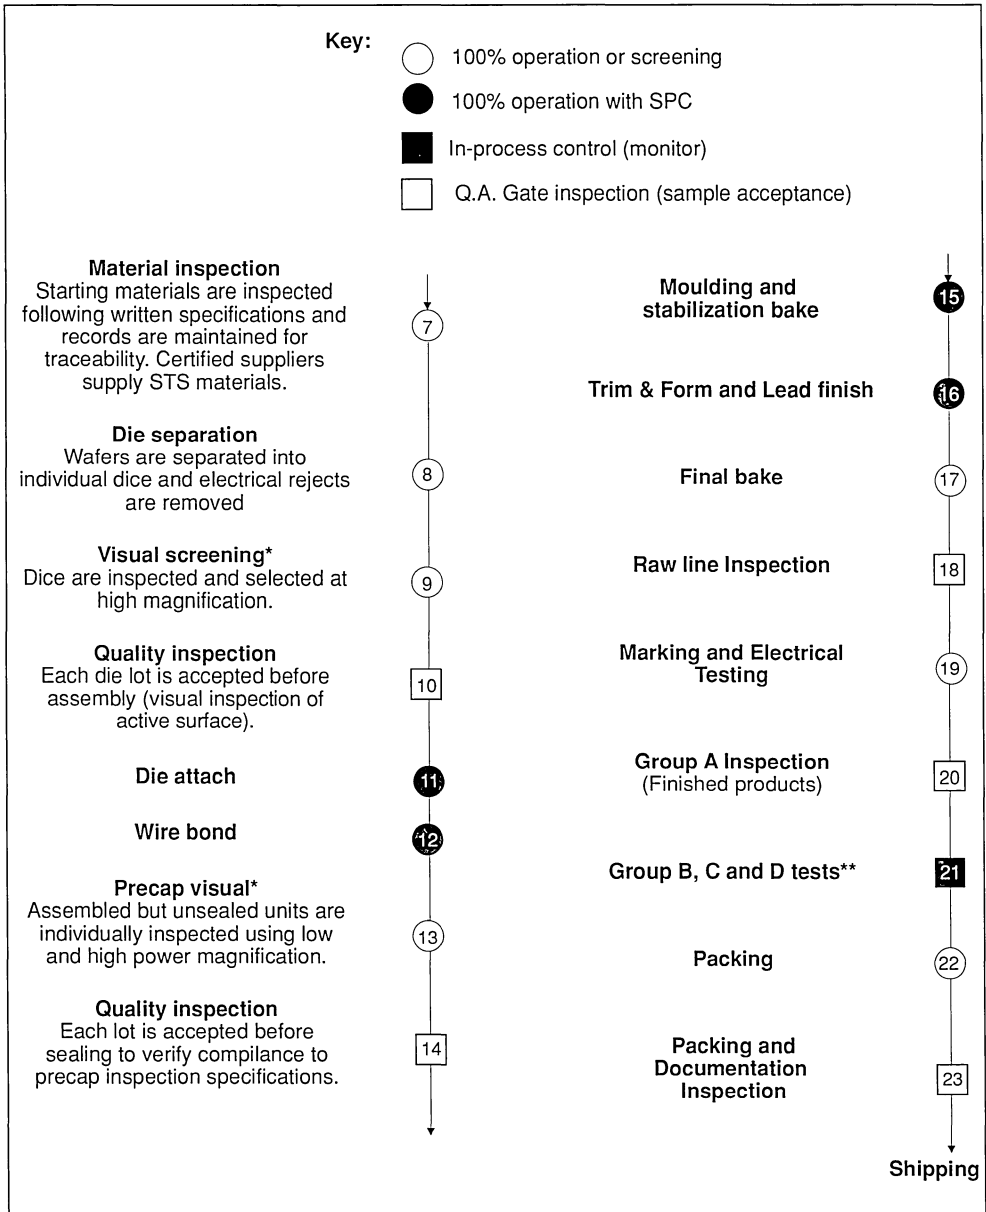 Key:
100% operation or screening
100% operation with SPC
In-process control (monitor)
Q.A. Gate inspection (sample acceptance)
Material inspection
Starting materials are inspected
following written specifications and
records are maintained for
traceability. Certified suppliers
supply STS materials.
7
Die separation
Wafers are separated into
individual dice and electrical rejects
are removed
8
Visual screening*
Dice are inspected and selected at
high magnification.
9
Quality inspection
Each die lot is accepted before
assembly (visual inspection of
active surface).
10
Die attach
11
Wire bond
12
Precap visual*
Assembled but unsealed units are
individually inspected using low
and high power magnification.
13
Quality inspection
Each lot is accepted before
sealing to verify compilance to
precap inspection specifications.
14
Moulding and
stabilization bake
15
Trim & Form and Lead finish
16
Final bake
17
Raw line Inspection
18
Marking and Electrical
Testing
19
Group A Inspection
(Finished products)
20
Group B, C and D tests**
21
Packing
22
Packing and
Documentation
Inspection
23
Shipping